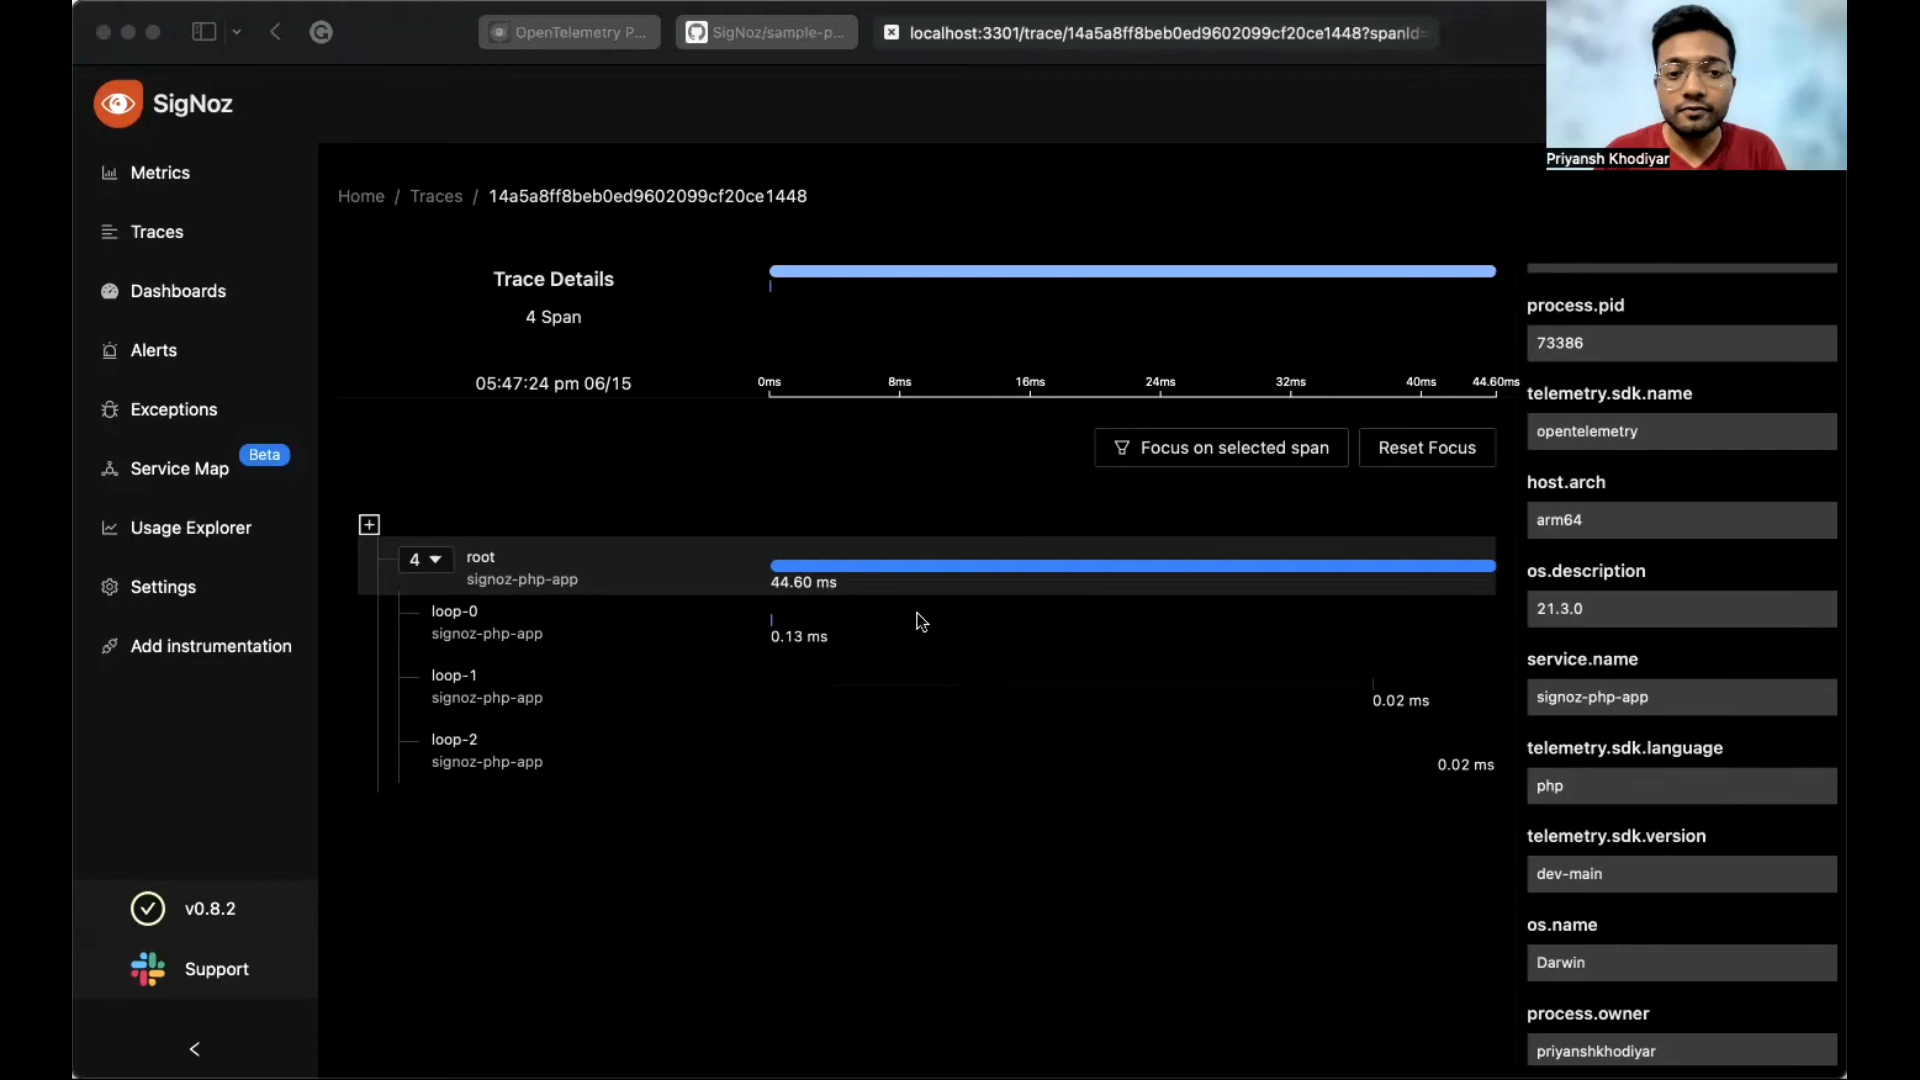 OpenTelemetry P...
SigNoz/sample-p...
localhost:3301/trace/14a5a8ff8beb0ed9602099cf20ce1448?spanId=
Priyansh Khodiyar
SigNoz
Metrics
Traces
Dashboards
Alerts
Exceptions
Service Map
Beta
Usage Explorer
Settings
Add instrumentation
v0.8.2
Support
Home / Traces / 14a5a8ff8beb0ed9602099cf20ce1448
Trace Details
4 Span
05:47:24 pm 06/15
0ms 8ms 16ms 24ms 32ms 40ms 44.60ms
Focus on selected span
Reset Focus
4 root
signoz-php-app
44.60 ms
loop-0
signoz-php-app
0.13 ms
loop-1
signoz-php-app
0.02 ms
loop-2
signoz-php-app
0.02 ms
process.pid
73386
telemetry.sdk.name
opentelemetry
host.arch
arm64
os.description
21.3.0
service.name
signoz-php-app
telemetry.sdk.language
php
telemetry.sdk.version
dev-main
os.name
Darwin
process.owner
priyanshkhodiyar